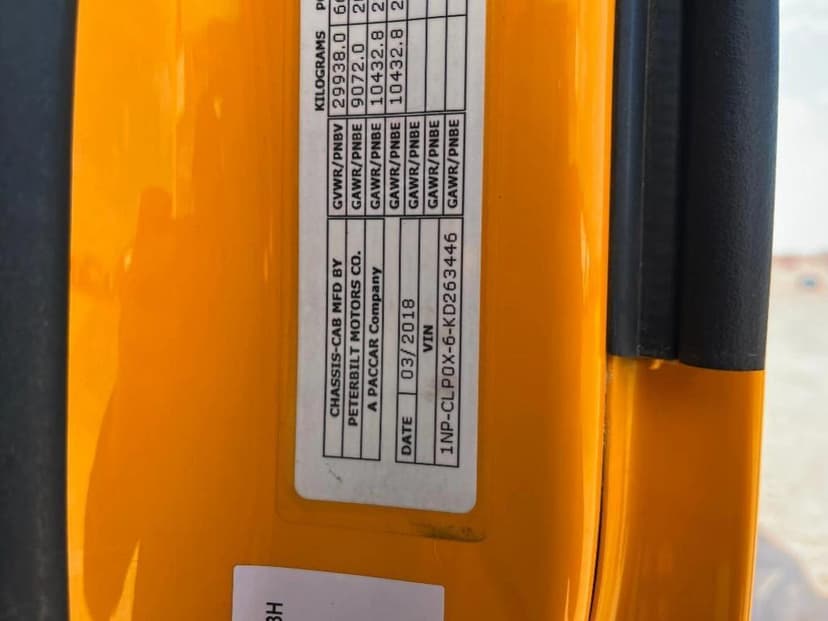 CHASSIS-CAB MFD BY
PETERBILT MOTORS CO.
A PACCAR Company
DATE 03/2018
VIN
1NP-CLP0X-6-KD263446
KILOGRAMS
GVWR/PNBV 29938.0
GAWR/PNBE 9072.0
GAWR/PNBE 10432.8
GAWR/PNBE 10432.8
GAWR/PNBE
GAWR/PNBE
GAWR/PNBE